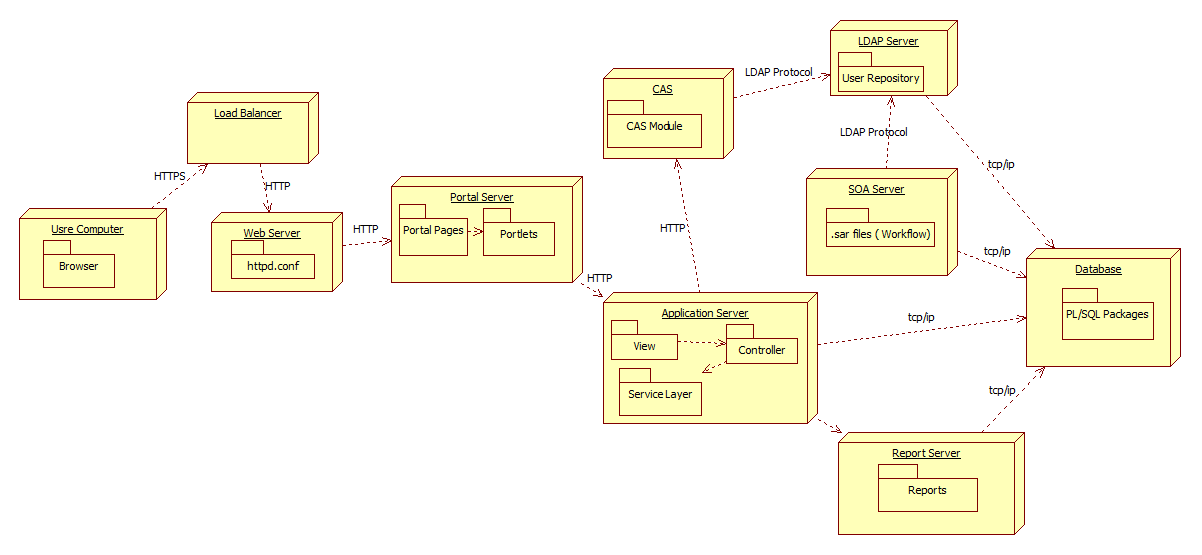 LDAP Server
User Repository
CAS
CAS Module
LDAP Protocol
Load Balancer
LDAP Protocol
HTTPS
HTTP
tcp/ip
SOA Server
.sar files ( Workflow)
Portal Server
Portal Pages
Portlets
Usre Computer
Browser
Web Server
httpd.conf
HTTP
HTTP
tcp/ip
Database
PL/SQL Packages
HTTP
Application Server
View
Controller
Service Layer
tcp/ip
tcp/ip
Report Server
Reports